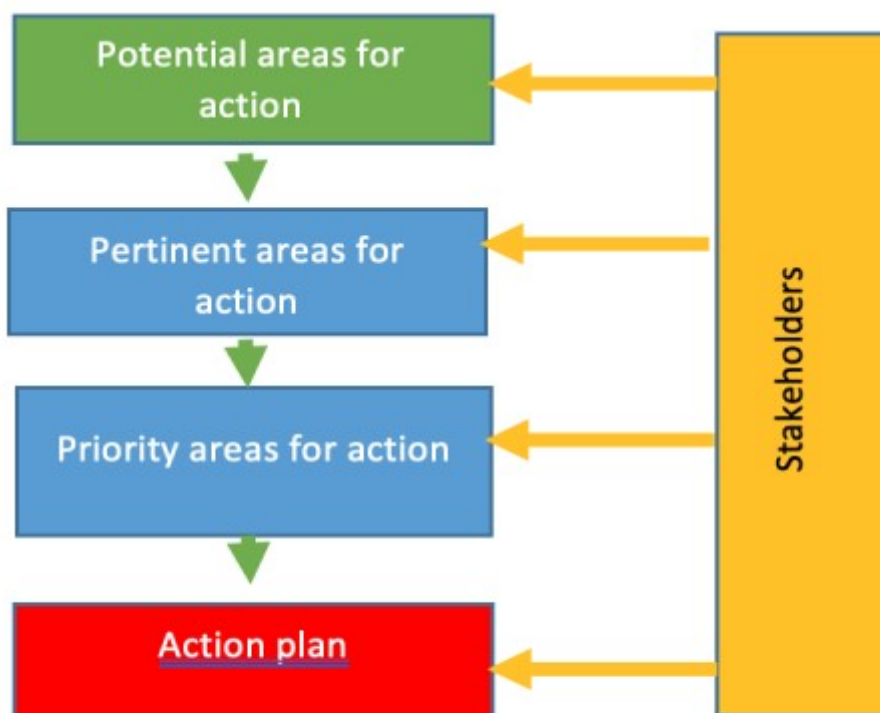 Potential areas for
action
Pertinent areas for
action
Priority areas for action
Action plan
Stakeholders